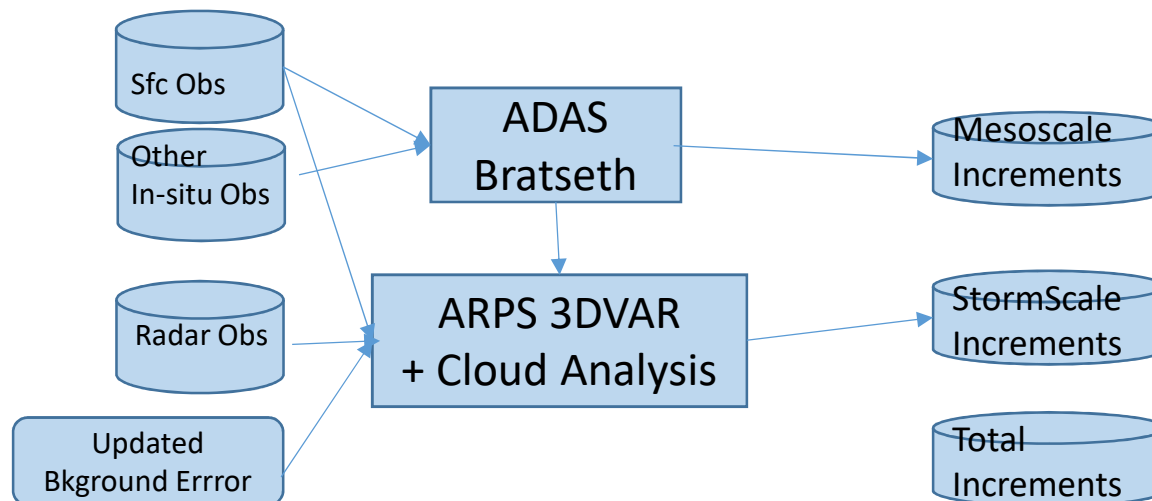 Sfc Obs
Other
In-situ Obs
Radar Obs
Updated
Bkground Errror
ADAS
Bratseth
ARPS 3DVAR
+ Cloud Analysis
Mesoscale
Increments
StormScale
Increments
Total
Increments